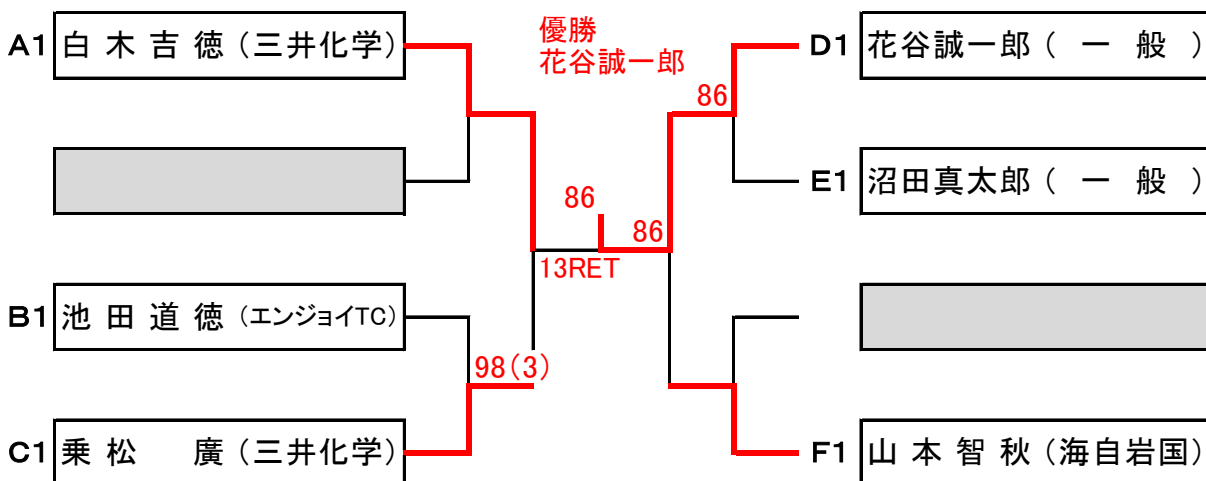 A1 白木吉徳(三井化学)
優勝
花谷誠一郎
D1 花谷誠一郎(一般)
86
E1 沼田真太郎(一般)
86
86
13RET
B1 池田道徳(エンジョイTC)
98(3)
C1 乗松 廣(三井化学)
F1 山本智秋(海自岩国)